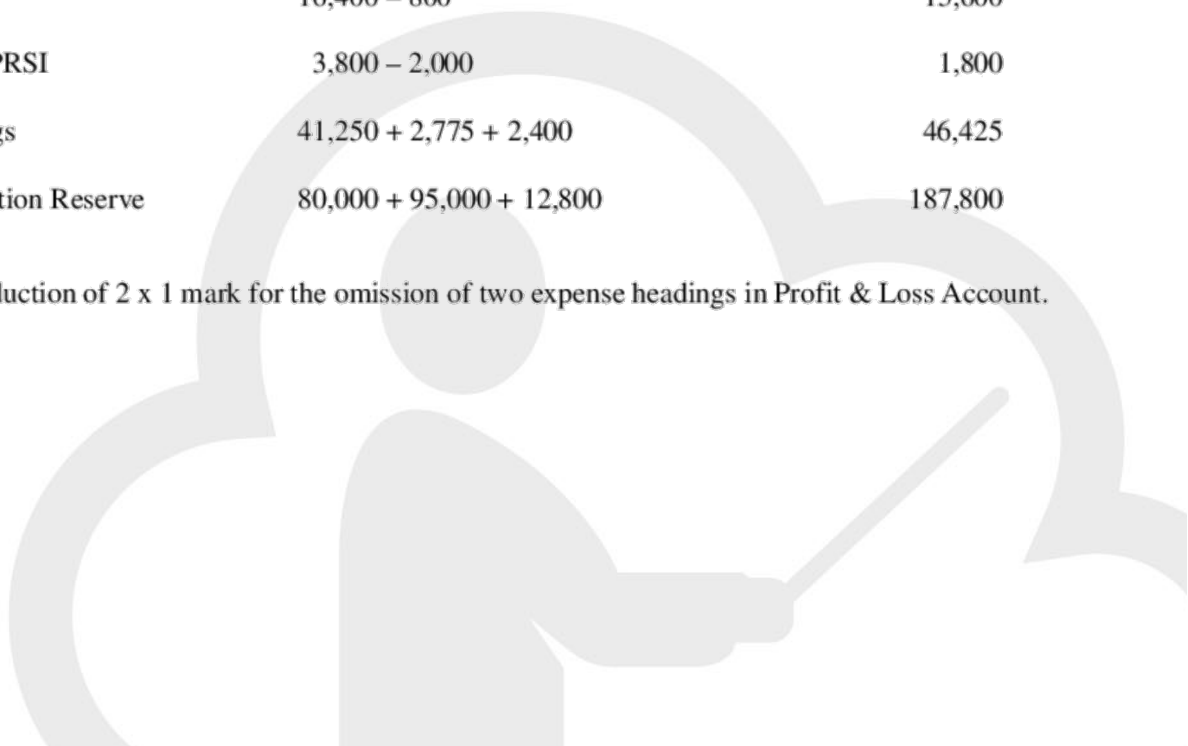 PRSI 3,800 – 2,000 1,800
gs 41,250 + 2,775 + 2,400 46,425
tion Reserve 80,000 + 95,000 + 12,800 187,800
luction of 2 x 1 mark for the omission of two expense headings in Profit & Loss Account.